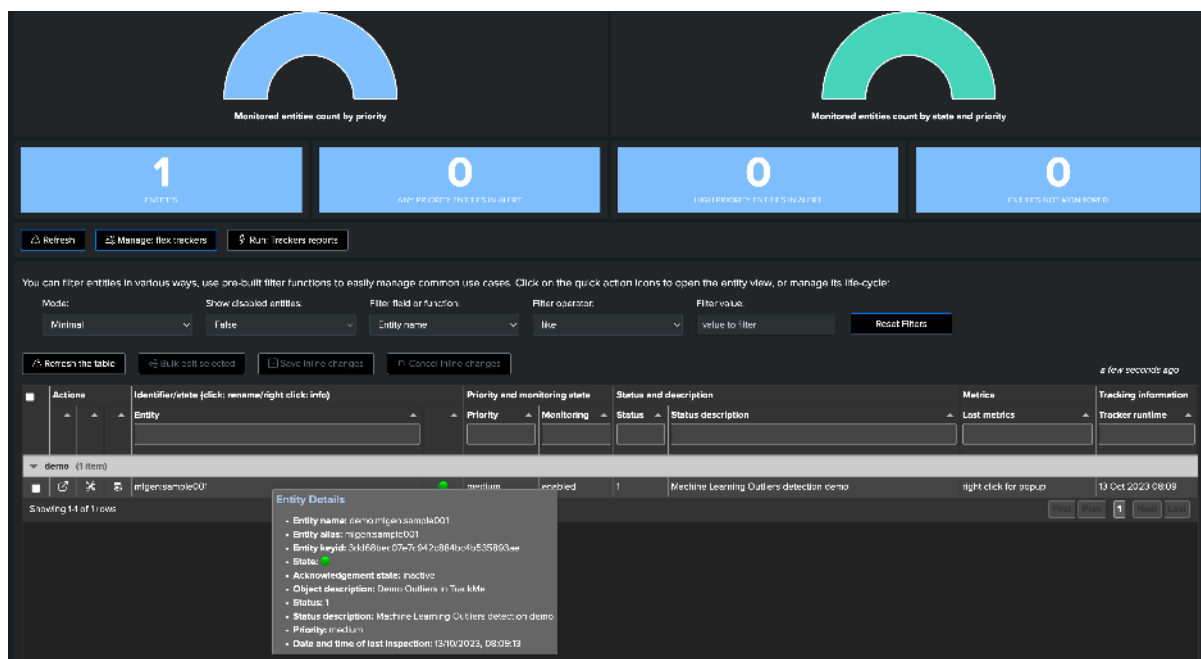 Monitored entities count by priority
Monitored entities count by state and priority
1
ENTITIES
0
ANY PRIORITY ENTITIES IN ALERT
0
HIGH PRIORITY ENTITIES IN ALERT
0
ENTITIES NOT MONITORED
Refresh
Manage: flex trackers
Run: Trackers reports
You can filter entities in various ways, use pre-built filter functions to easily manage common use cases. Click on the quick action icons to open the entity view, or manage its life-cycle:
Mode: Show disabled entities: Filter field or function: Filter operator: Filter value:
Minimal False Entity name like value to filter Reset Filters
Refresh the table Bulk edit selected Save inline changes Cancel inline changes
a few seconds ago
Actions Identifier/state (click: rename/right click: info) Priority and monitoring state Status and description Metrics Tracking information
Entity Priority Monitoring Status Status description Last metrics Tracker runtime
demo (1 item)
mlgen:sample001 medium enabled 1 Machine Learning Outliers detection demo right click for popup 13 Oct 2023 08:09
Showing 1-1 of 1 rows
First Prev 1 Next Last
Entity Details
Entity name: demo:mlgen:sample001
Entity alias: mlgen:sample001
Entity keyid:
State:
Acknowledgement state: inactive
Object description: Demo Outliers in TrackMe
Status: 1
Status description: Machine Learning Outliers detection demo
Priority: medium
Date and time of last inspection: 13/10/2023, 08:09:13